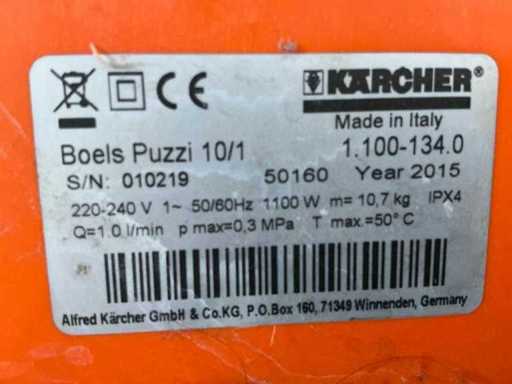 KÄRCHER®
Made in Italy
Boels Puzzi 10/1 1.100-134.0
S/N: 010219 50160 Year 2015
220-240 V 1~ 50/60Hz 1100 W m= 10,7 kg IPX4
Q=1.0 l/min p max=0,3 MPa T max.=50° C
Alfred Kärcher GmbH & Co.KG, P.O.Box 160, 71349 Winnenden, Germany